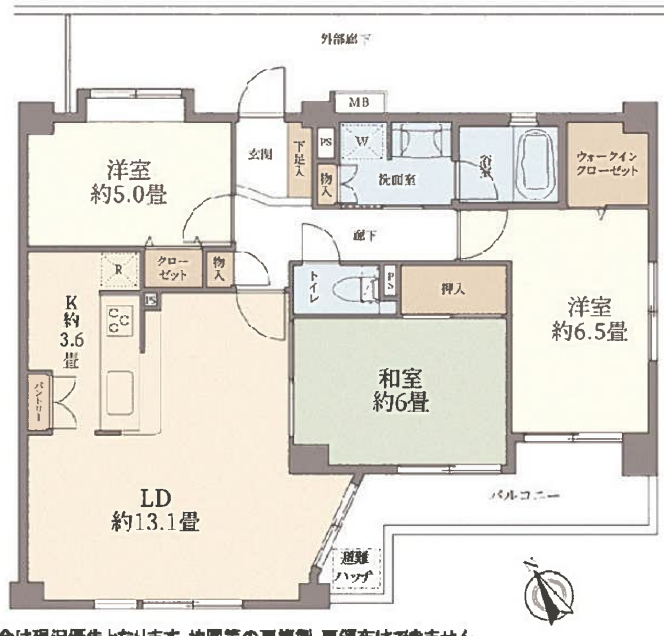 外部廊下
MB
洋室
約5.0畳
玄関
下足入
PS
物入
W
洗面室
浴室
ウォークイン
クローゼット
廊下
クロー
ゼット
物入
R
K
約
3.6
畳
PS
パントリー
トイレ
PS
押入
洋室
約6.5畳
和室
約6畳
LD
約13.1畳
バルコニー
避難
ハッチ
N